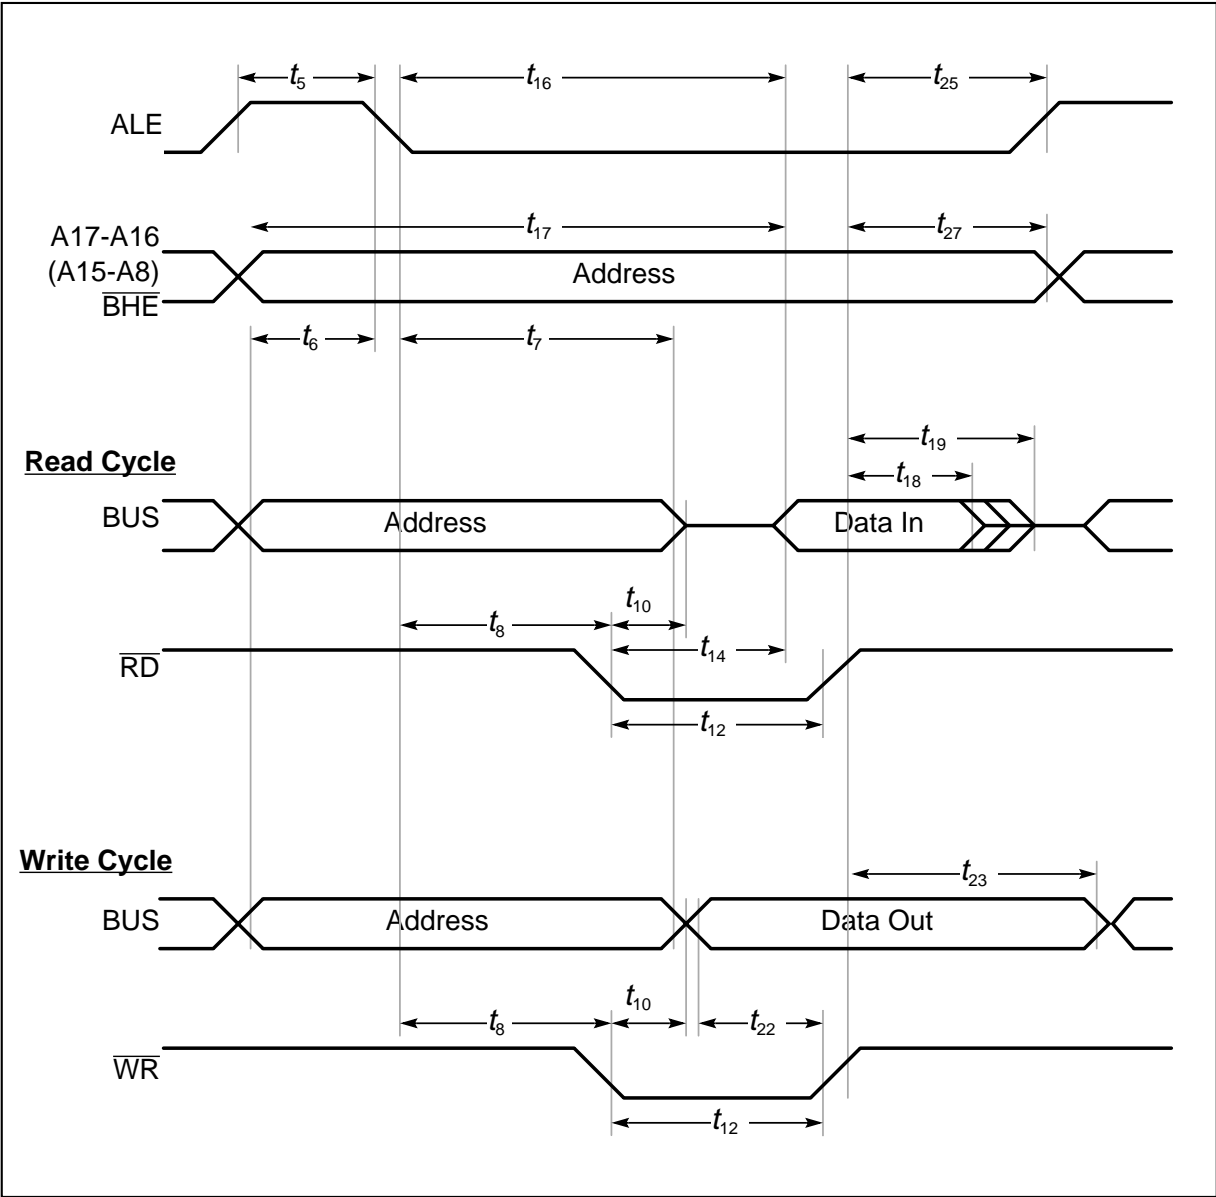 t5 t16 t25
ALE
A17-A16
t17 t27
(A15-A8)
Address
BHE
t6 t7
t19
Read Cycle
t18
BUS
Address
Data In
t10
t8
t14
RD
t12
Write Cycle
t23
BUS
Address
Data Out
t10
t8
t22
WR
t12